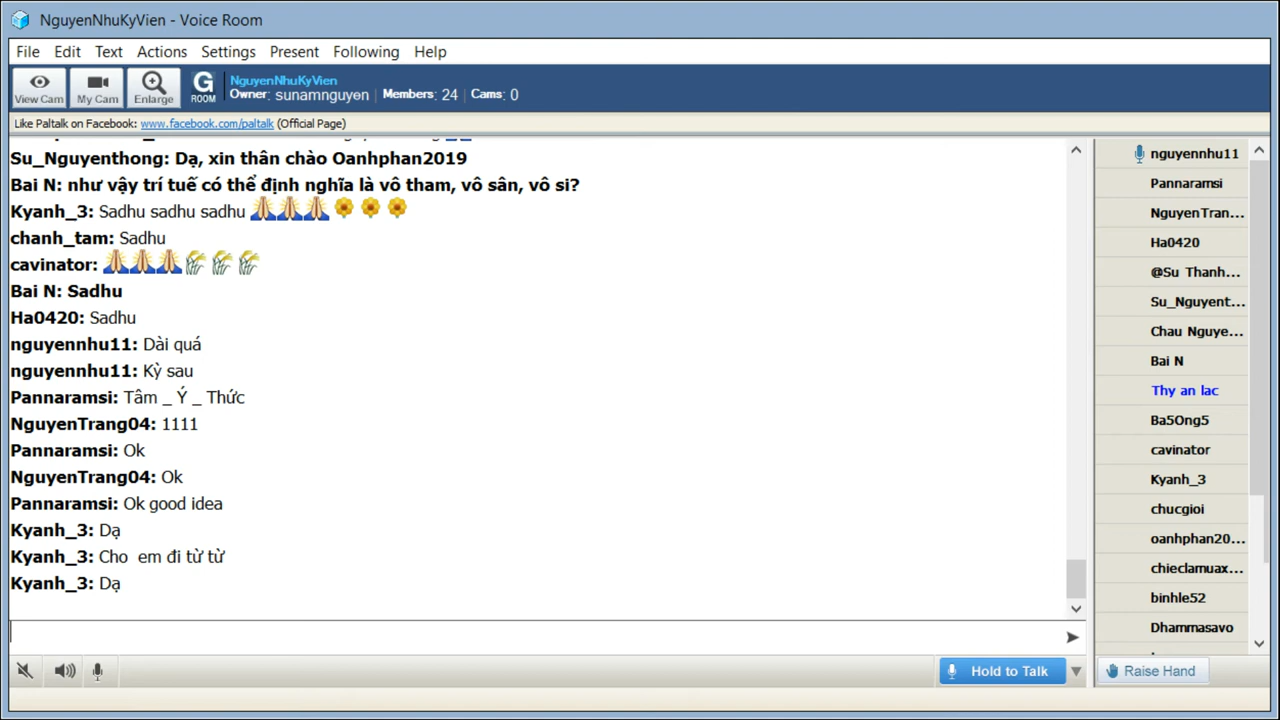 NguyenNhuKyVien - Voice Room
File Edit Text Actions Settings Present Following Help
View Cam
My Cam
Enlarge
G
ROOM
NguyenNhuKyVien
Owner: sunamnguyen Members: 24 Cams: 0
Like Paltalk on Facebook: www.facebook.com/paltalk (Official Page)
Su_Nguyenthong: Dạ, xin thân chào Oanhphan2019
Bai N: như vậy trí tuế có thể định nghĩa là vô tham, vô sân, vô si?
Kyanh_3: Sadhu sadhu sadhu
chanh_tam: Sadhu
cavinator:
Bai N: Sadhu
Ha0420: Sadhu
nguyennhu11: Dài quá
nguyennhu11: Kỳ sau
Pannaramsi: Tâm _ Ý _ Thức
NguyenTrang04: 1111
Pannaramsi: Ok
NguyenTrang04: Ok
Pannaramsi: Ok good idea
Kyanh_3: Dạ
Kyanh_3: Cho em đi từ từ
Kyanh_3: Dạ
nguyennhu11
Pannaramsi
NguyenTran...
Ha0420
@Su Thanh...
Su_Nguyent...
Chau Nguye...
Bai N
Thy an lac
Ba5Ong5
cavinator
Kyanh_3
chucgioi
oanhphan20...
chieclamuax...
binhle52
Dhammasavo
Hold to Talk
Raise Hand